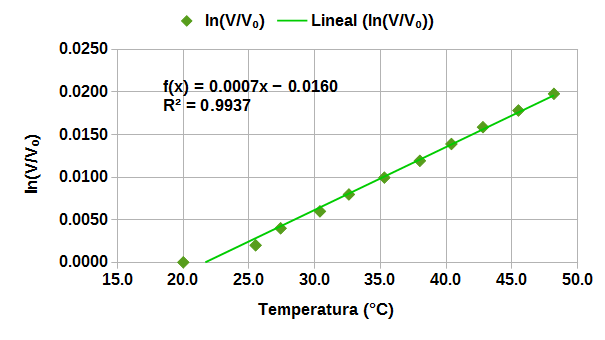 ln(V/V₀) Lineal (ln(V/V₀))
0.0250
f(x) = 0.0007x − 0.0160
R² = 0.9937
0.0200
0.0150
0.0100
0.0050
0.0000
ln(V/V₀)
15.0 20.0 25.0 30.0 35.0 40.0 45.0 50.0
Temperatura (°C)